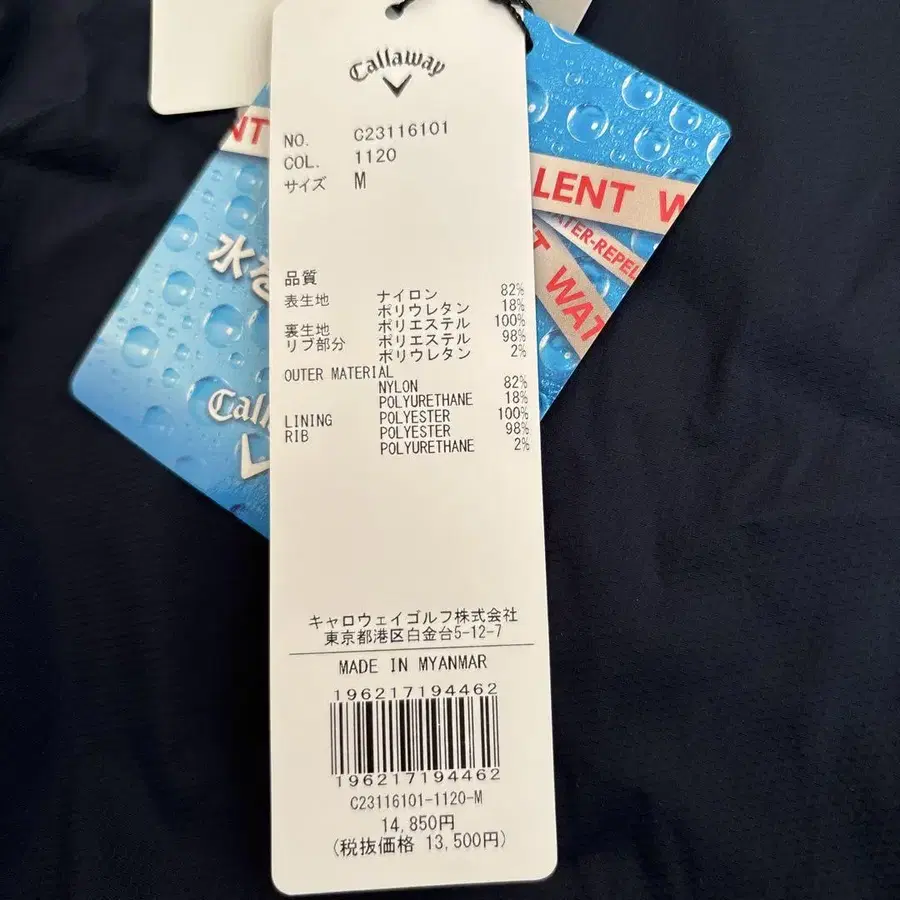 Callaway
NO. C23116101
COL. 1120
サイズ M
品質
表生地 ナイロン 82%
ポリウレタン 18%
裏生地 ポリエステル 100%
リブ部分 ポリエステル 98%
ポリウレタン 2%
OUTER MATERIAL
NYLON 82%
POLYURETHANE 18%
LINING POLYESTER 100%
RIB POLYESTER 98%
POLYURETHANE 2%
キャロウェイゴルフ株式会社
東京都港区白金台5-12-7
MADE IN MYANMAR
196217194462
196217194462
C23116101-1120-M
14,850円
(税抜価格 13,500円)
NT
LENT W
ATER-REPEL
T WAT
水を
Call